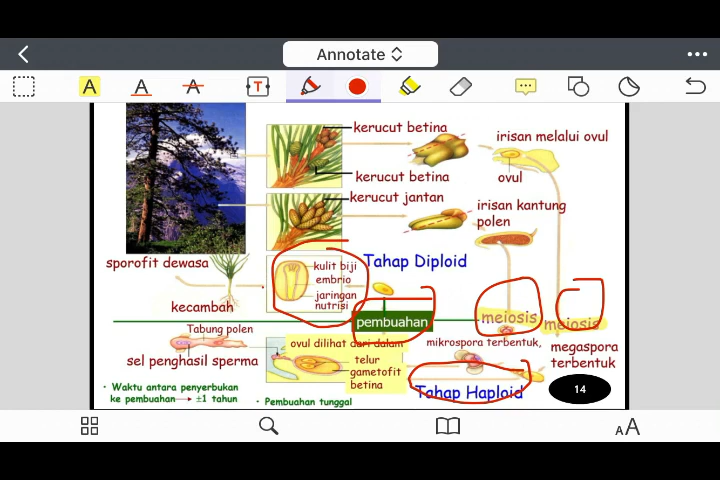 Annotate
A
A
A
T
kerucut betina
irisan melalui ovul
kerucut betina
ovul
kerucut jantan
irisan kantung
polen
sporofit dewasa
kulit biji
embrio
jaringan
nutrisi
Tahap Diploid
kecambah
pembuahan
meiosis
meiosis
Tabung polen
ovul dilihat dari dalam
mikrospora terbentuk,
megaspora
terbentuk
sel penghasil sperma
telur
gametofit
betina
Tahap Haploid
14
• Waktu antara penyerbukan
ke pembuahan → ±1 tahun
• Pembuahan tunggal
AA